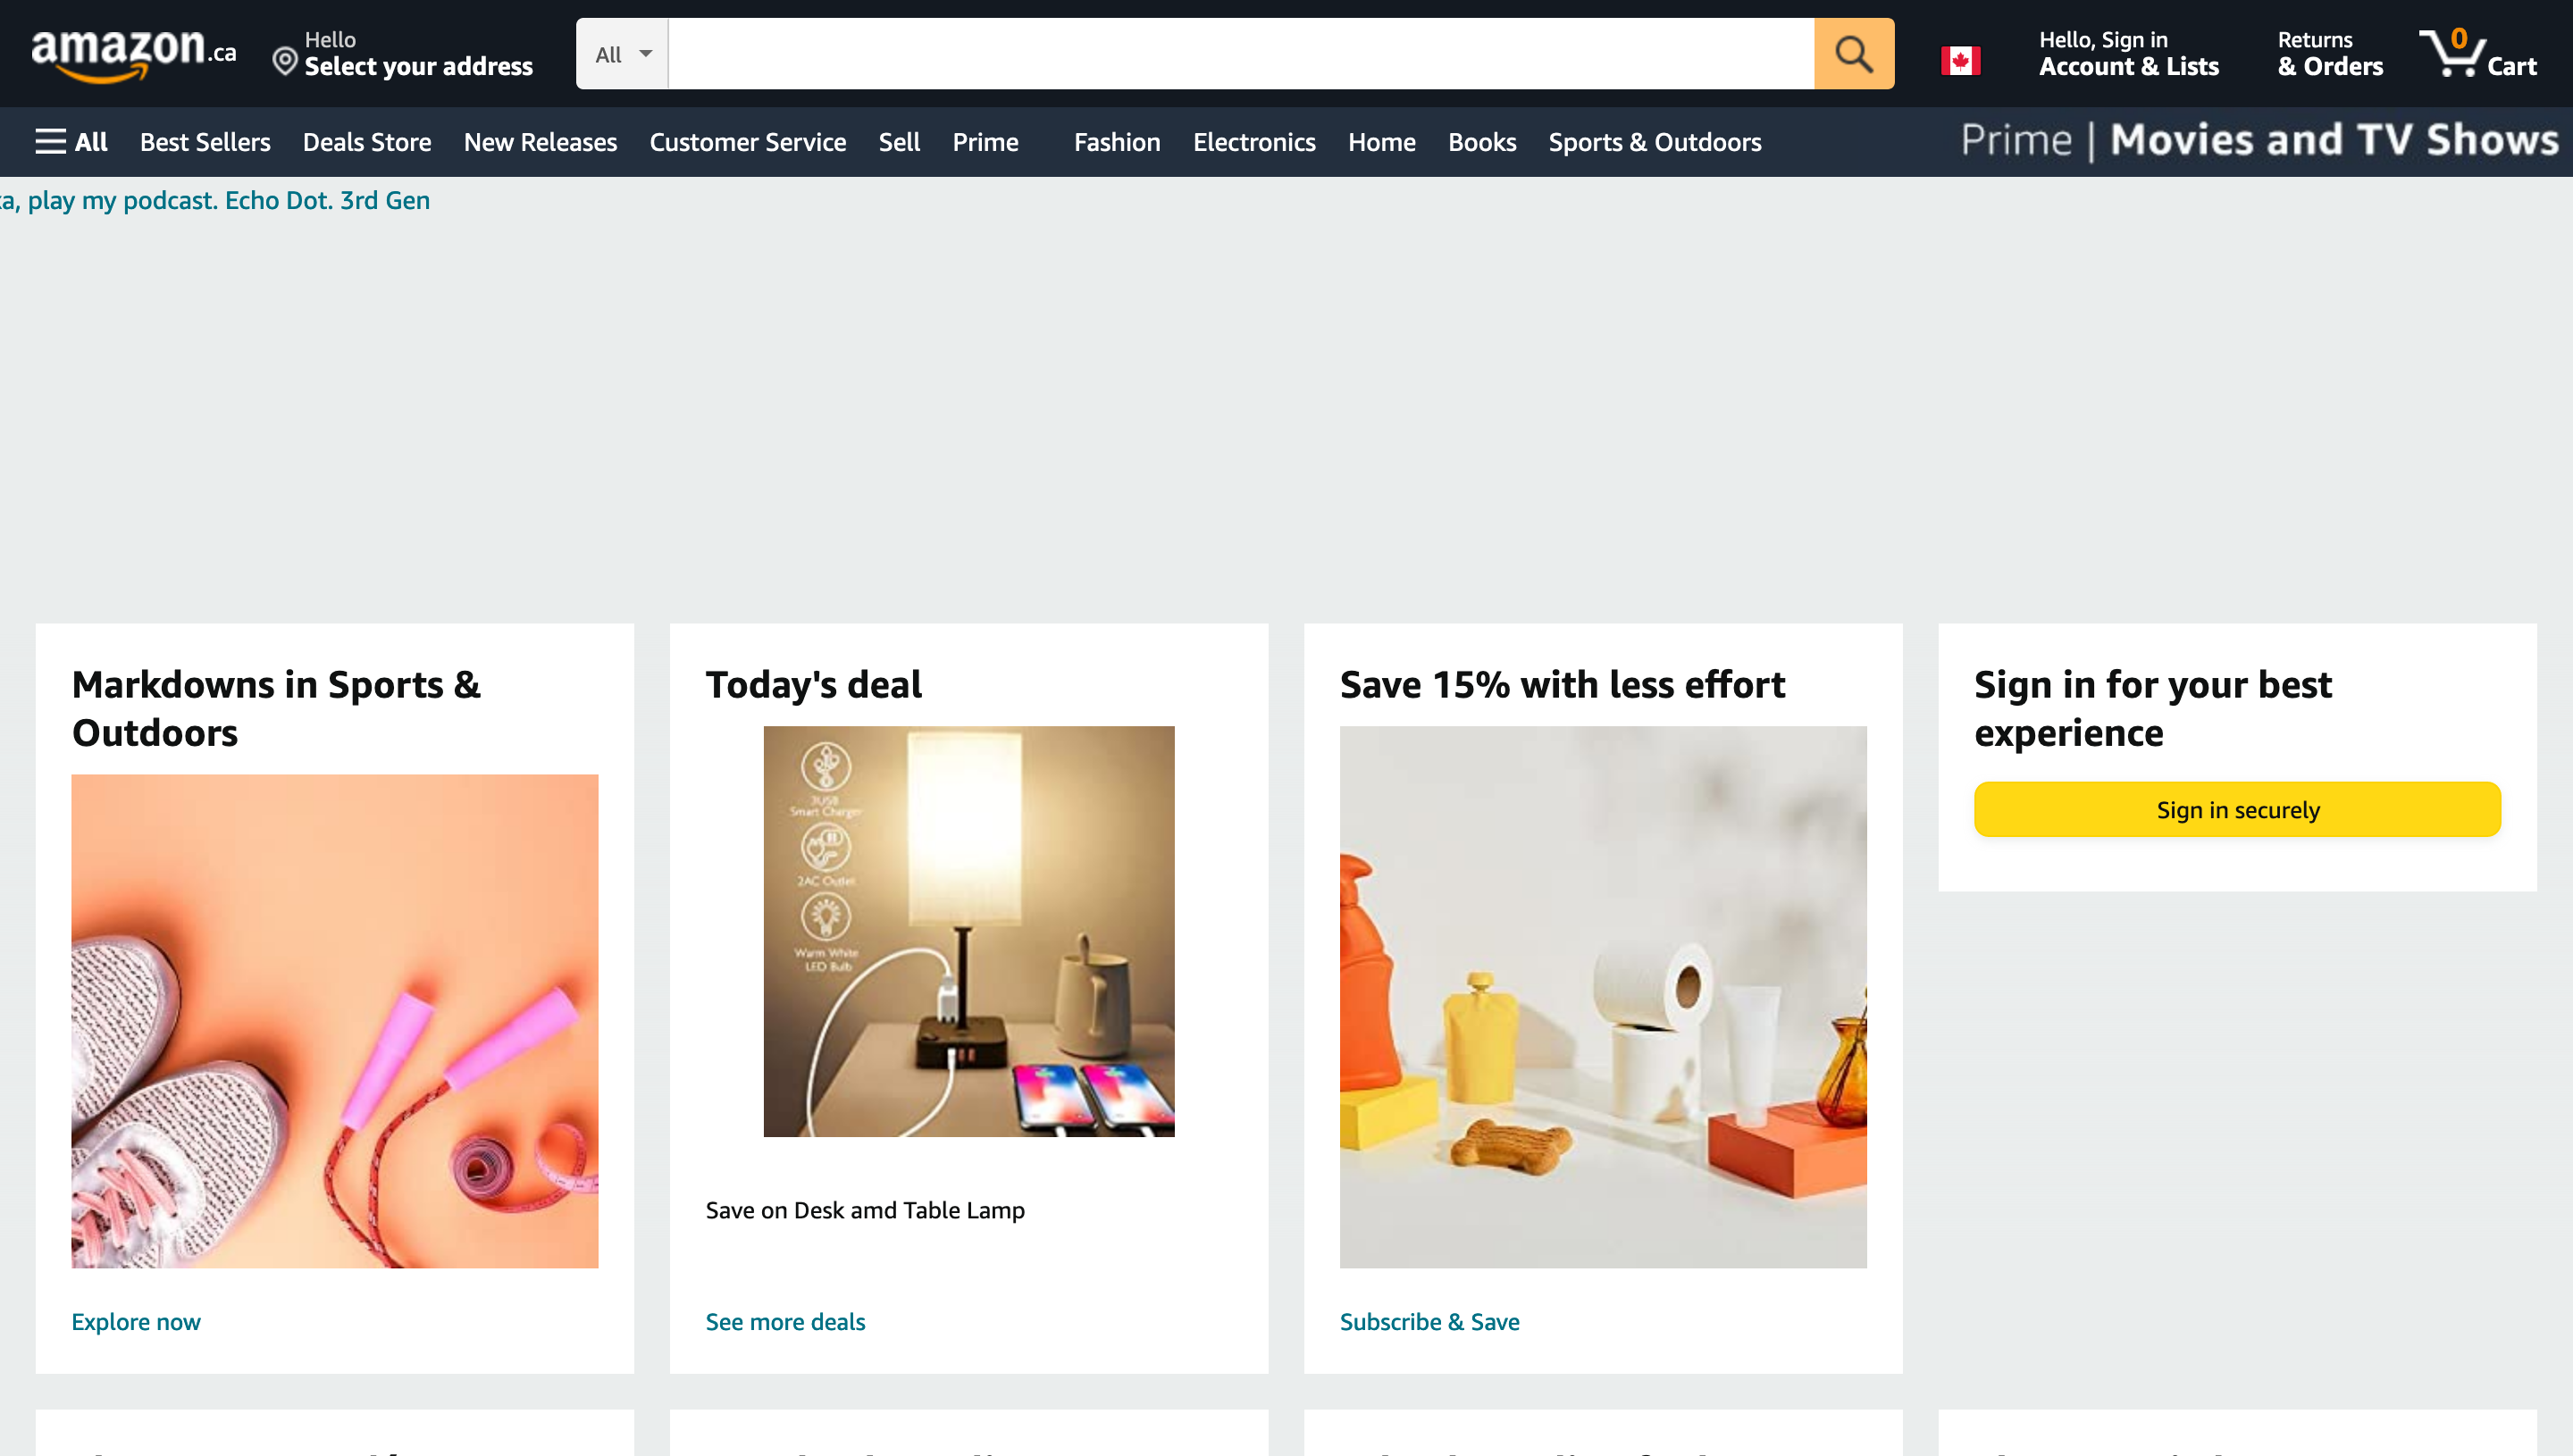 amazon.ca
Hello
Select your address
All
Hello, Sign in
Account & Lists
Returns
& Orders
0
Cart
All
Best Sellers
Deals Store
New Releases
Customer Service
Sell
Prime
Fashion
Electronics
Home
Books
Sports & Outdoors
Prime | Movies and TV Shows
play my podcast. Echo Dot. 3rd Gen
Markdowns in Sports &
Outdoors
Explore now
Today's deal
3USB
Smart Charger
2AC Outlet
Warm White
LED Bulb
Save on Desk amd Table Lamp
See more deals
Save 15% with less effort
Subscribe & Save
Sign in for your best
experience
Sign in securely